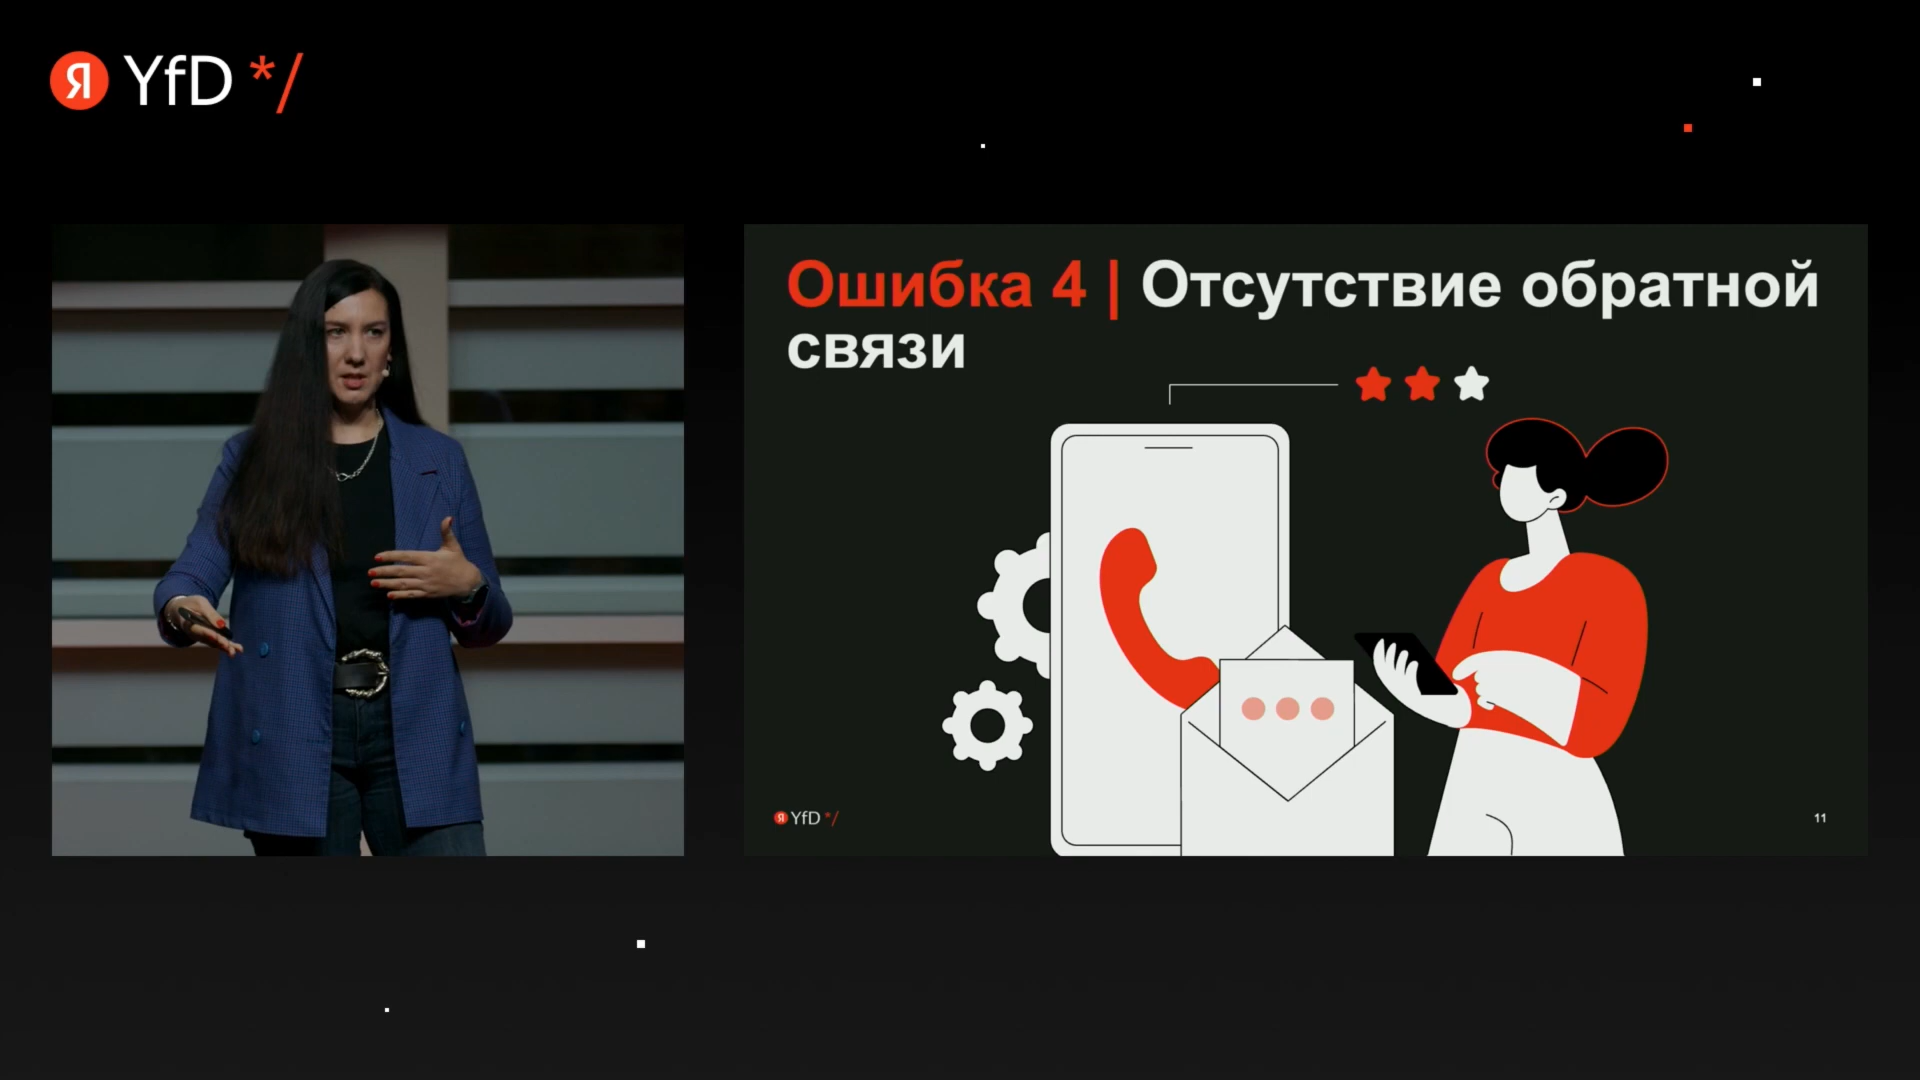 Я YfD */
Ошибка 4 | Отсутствие обратной
связи
Я YfD */
11